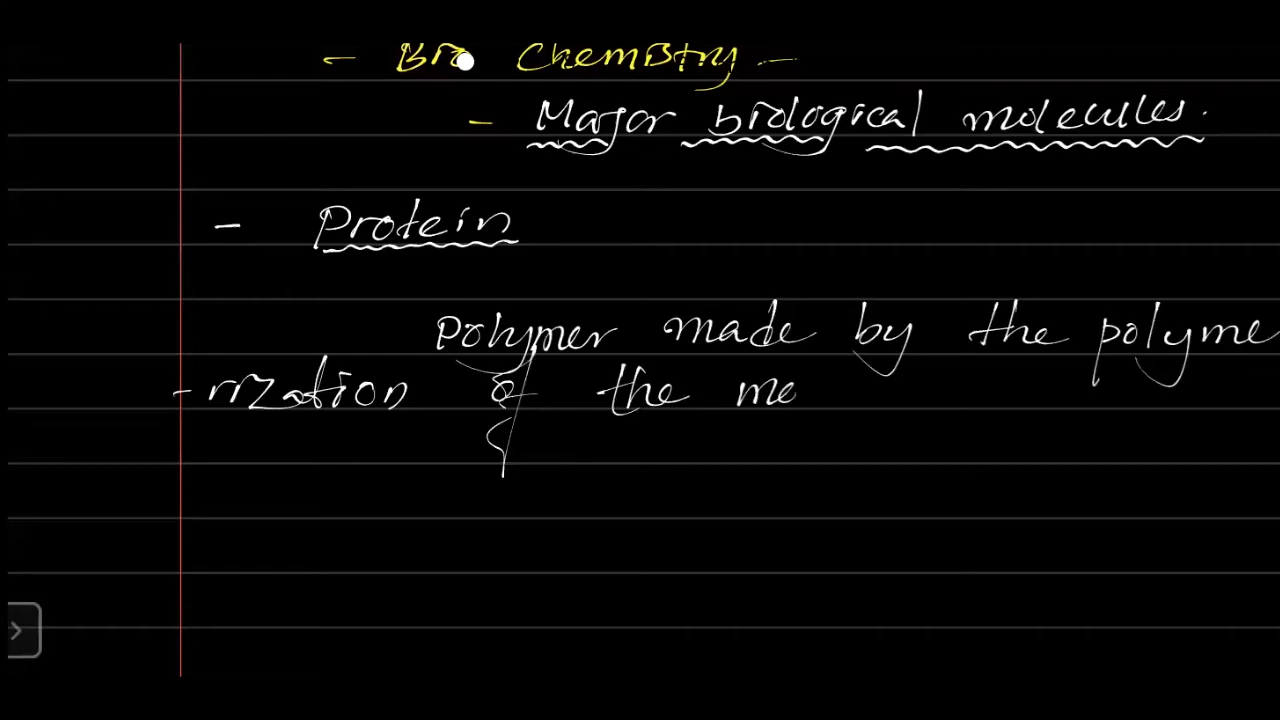 - Bio Chemistry -
- Major biological molecules.
- Protein
Polymer made by the polyme
-rization of the me